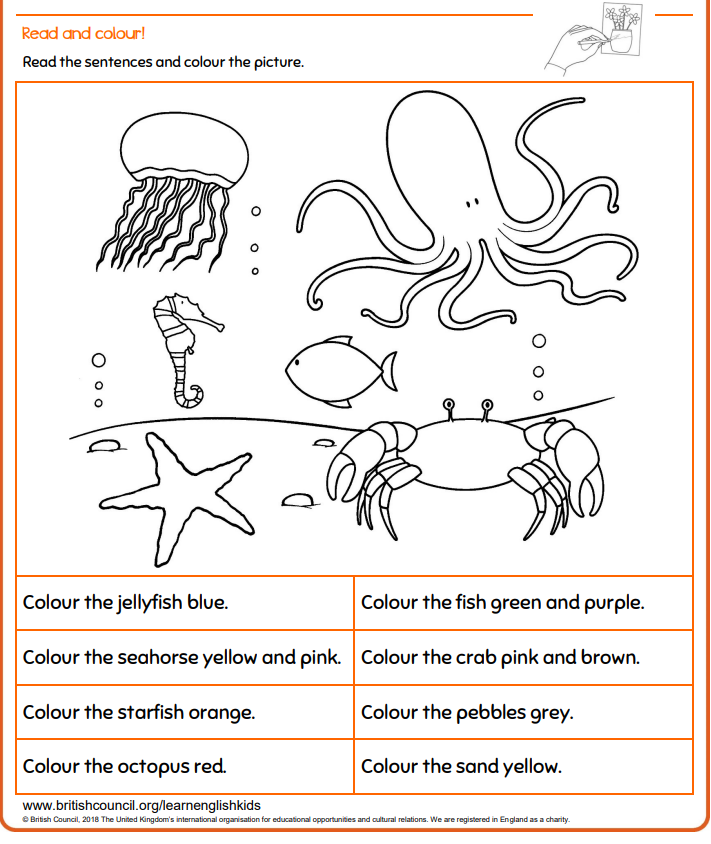 Read and colour!
Read the sentences and colour the picture.
Colour the jellyfish blue.
Colour the fish green and purple.
Colour the seahorse yellow and pink.
Colour the crab pink and brown.
Colour the starfish orange.
Colour the pebbles grey.
Colour the octopus red.
Colour the sand yellow.
www.britishcouncil.org/learnenglishkids
© British Council, 2018 The United Kingdom's international organisation for educational opportunities and cultural relations. We are registered in England as a charity.